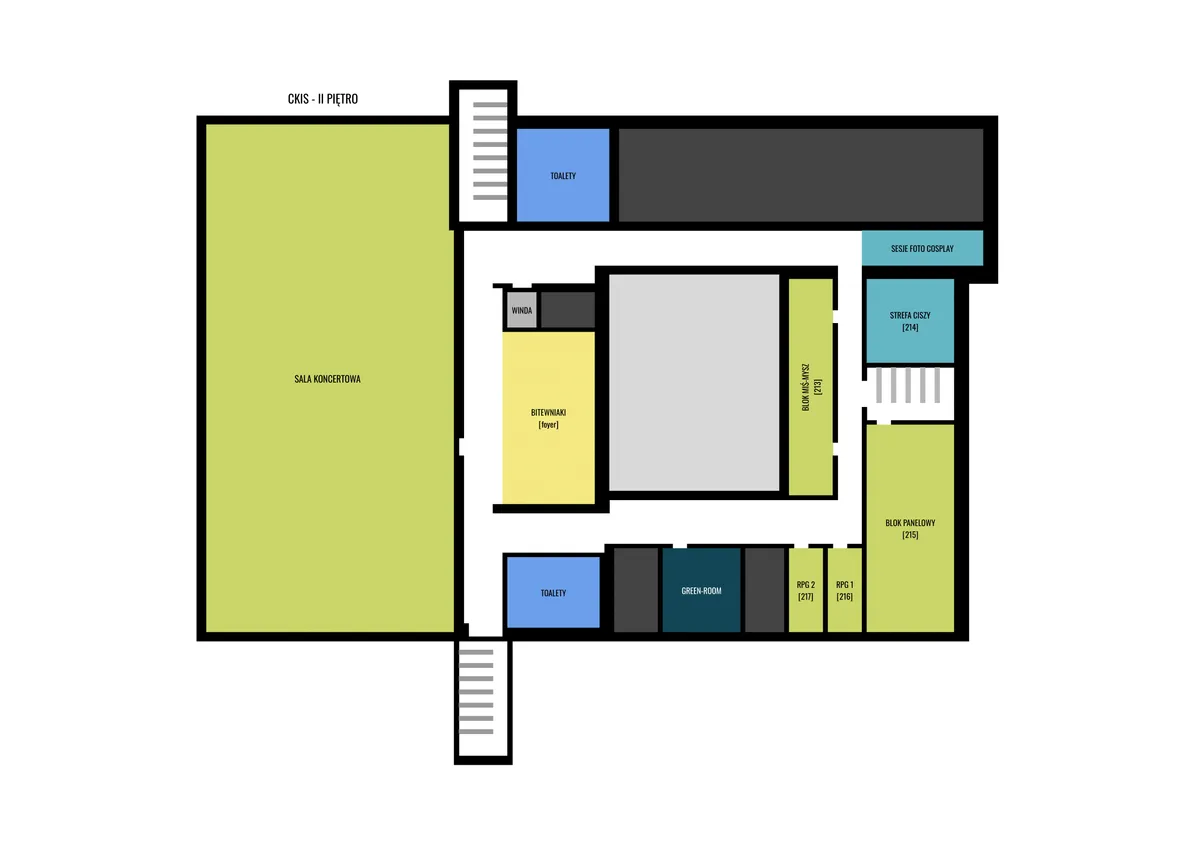 CKIS - II PIĘTRO
TOALETY
SESJE FOTO COSPLAY
WINDA
STREFA CISZY
[214]
SALA KONCERTOWA
BITEWNIAKI
[foyer]
BLOK MIŚ-MYSZ
[213]
BLOK PANELOWY
[215]
TOALETY
GREEN-ROOM
RPG 2
[217]
RPG 1
[216]